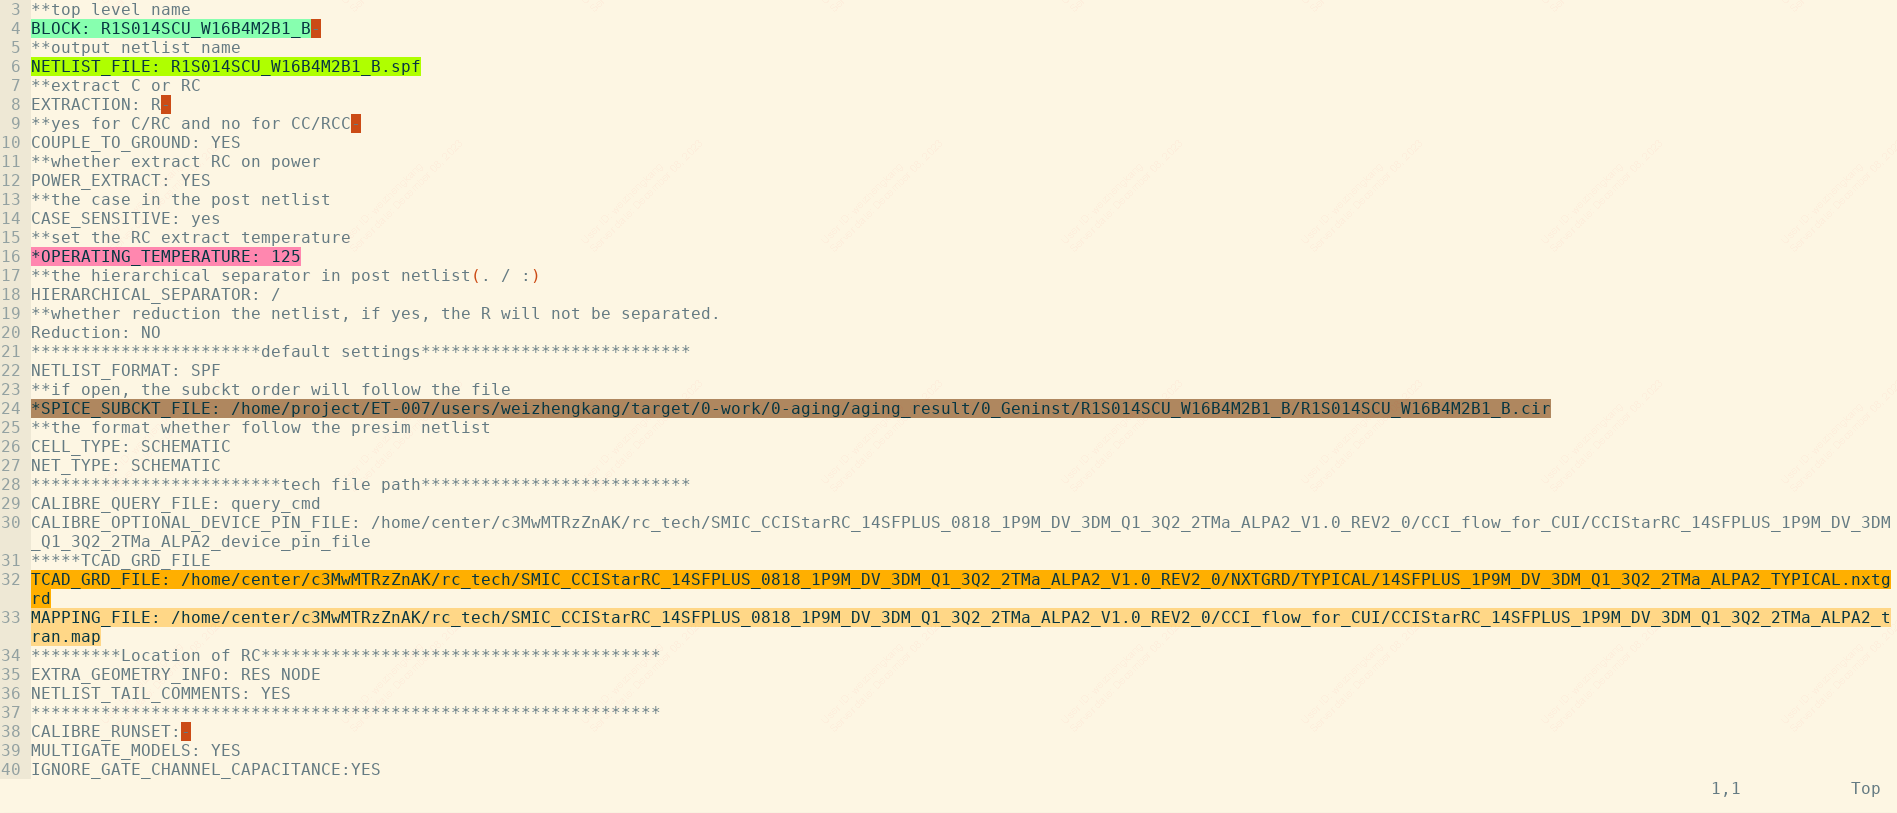 3 **top level name
4 BLOCK: R1S014SCU_W16B4M2B1_B
5 **output netlist name
6 NETLIST_FILE: R1S014SCU_W16B4M2B1_B.spf
7 **extract C or RC
8 EXTRACTION: R
9 **yes for C/RC and no for CC/RCC
10 COUPLE_TO_GROUND: YES
11 **whether extract RC on power
12 POWER_EXTRACT: YES
13 **the case in the post netlist
14 CASE_SENSITIVE: yes
15 **set the RC extract temperature
16 *OPERATING_TEMPERATURE: 125
17 **the hierarchical separator in post netlist(. / :)
18 HIERARCHICAL_SEPARATOR: /
19 **whether reduction the netlist, if yes, the R will not be separated.
20 Reduction: NO
21 ***********************default settings***************************
22 NETLIST_FORMAT: SPF
23 **if open, the subckt order will follow the file
24 *SPICE_SUBCKT_FILE: /home/project/ET-007/users/weizhengkang/target/0-work/0-aging/aging_result/0_Geninst/R1S014SCU_W16B4M2B1_B/R1S014SCU_W16B4M2B1_B.cir
25 **the format whether follow the presim netlist
26 CELL_TYPE: SCHEMATIC
27 NET_TYPE: SCHEMATIC
28 *************************tech file path***************************
29 CALIBRE_QUERY_FILE: query_cmd
30 CALIBRE_OPTIONAL_DEVICE_PIN_FILE: /home/center/c3MwMTRzZnAK/rc_tech/SMIC_CCIStarRC_14SFPLUS_0818_1P9M_DV_3DM_Q1_3Q2_2TMa_ALPA2_V1.0_REV2_0/CCI_flow_for_CUI/CCIStarRC_14SFPLUS_1P9M_DV_3DM
_Q1_3Q2_2TMa_ALPA2_device_pin_file
31 *****TCAD_GRD_FILE
32 TCAD_GRD_FILE: /home/center/c3MwMTRzZnAK/rc_tech/SMIC_CCIStarRC_14SFPLUS_0818_1P9M_DV_3DM_Q1_3Q2_2TMa_ALPA2_V1.0_REV2_0/NXTGRD/TYPICAL/14SFPLUS_1P9M_DV_3DM_Q1_3Q2_2TMa_ALPA2_TYPICAL.nxtg
rd
33 MAPPING_FILE: /home/center/c3MwMTRzZnAK/rc_tech/SMIC_CCIStarRC_14SFPLUS_0818_1P9M_DV_3DM_Q1_3Q2_2TMa_ALPA2_V1.0_REV2_0/CCI_flow_for_CUI/CCIStarRC_14SFPLUS_1P9M_DV_3DM_Q1_3Q2_2TMa_ALPA2_t
ran.map
34 *********Location of RC****************************************
35 EXTRA_GEOMETRY_INFO: RES NODE
36 NETLIST_TAIL_COMMENTS: YES
37 ***************************************************************
38 CALIBRE_RUNSET:
39 MULTIGATE_MODELS: YES
40 IGNORE_GATE_CHANNEL_CAPACITANCE:YES
1,1 Top